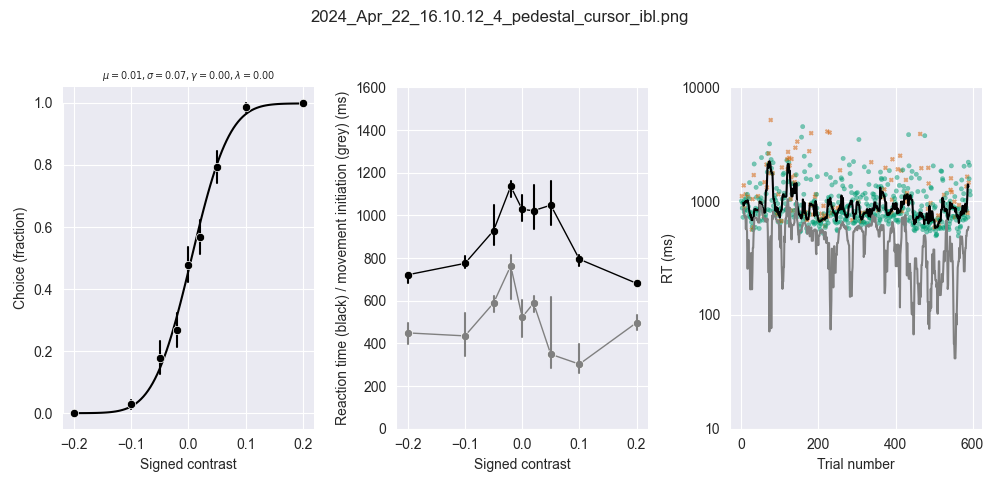 2024_Apr_22_16.10.12_4_pedestal_cursor_ibl.png
μ = 0.01, σ = 0.07, γ = 0.00, λ = 0.00
Choice (fraction)
1.0
0.8
0.6
0.4
0.2
0.0
−0.2 −0.1 0.0 0.1 0.2
Signed contrast
Reaction time (black) / movement initiation (grey) (ms)
1600
1400
1200
1000
800
600
400
200
0
−0.2 −0.1 0.0 0.1 0.2
Signed contrast
RT (ms)
10000
1000
100
10
0 200 400 600
Trial number